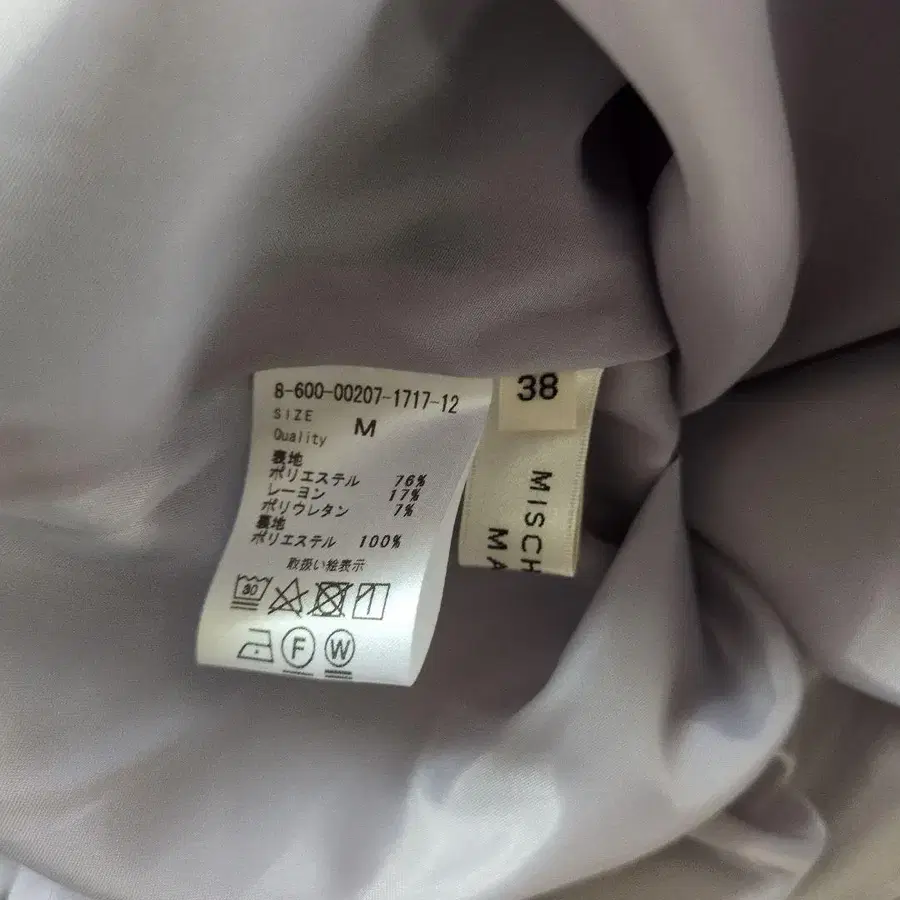 8-600-00207-1717-12
SIZE
M
Quality
表地
ポリエステル 76%
レーヨン 17%
ポリウレタン 7%
裏地
ポリエステル 100%
取扱い絵表示
30
F
W
38
MISCH
MA